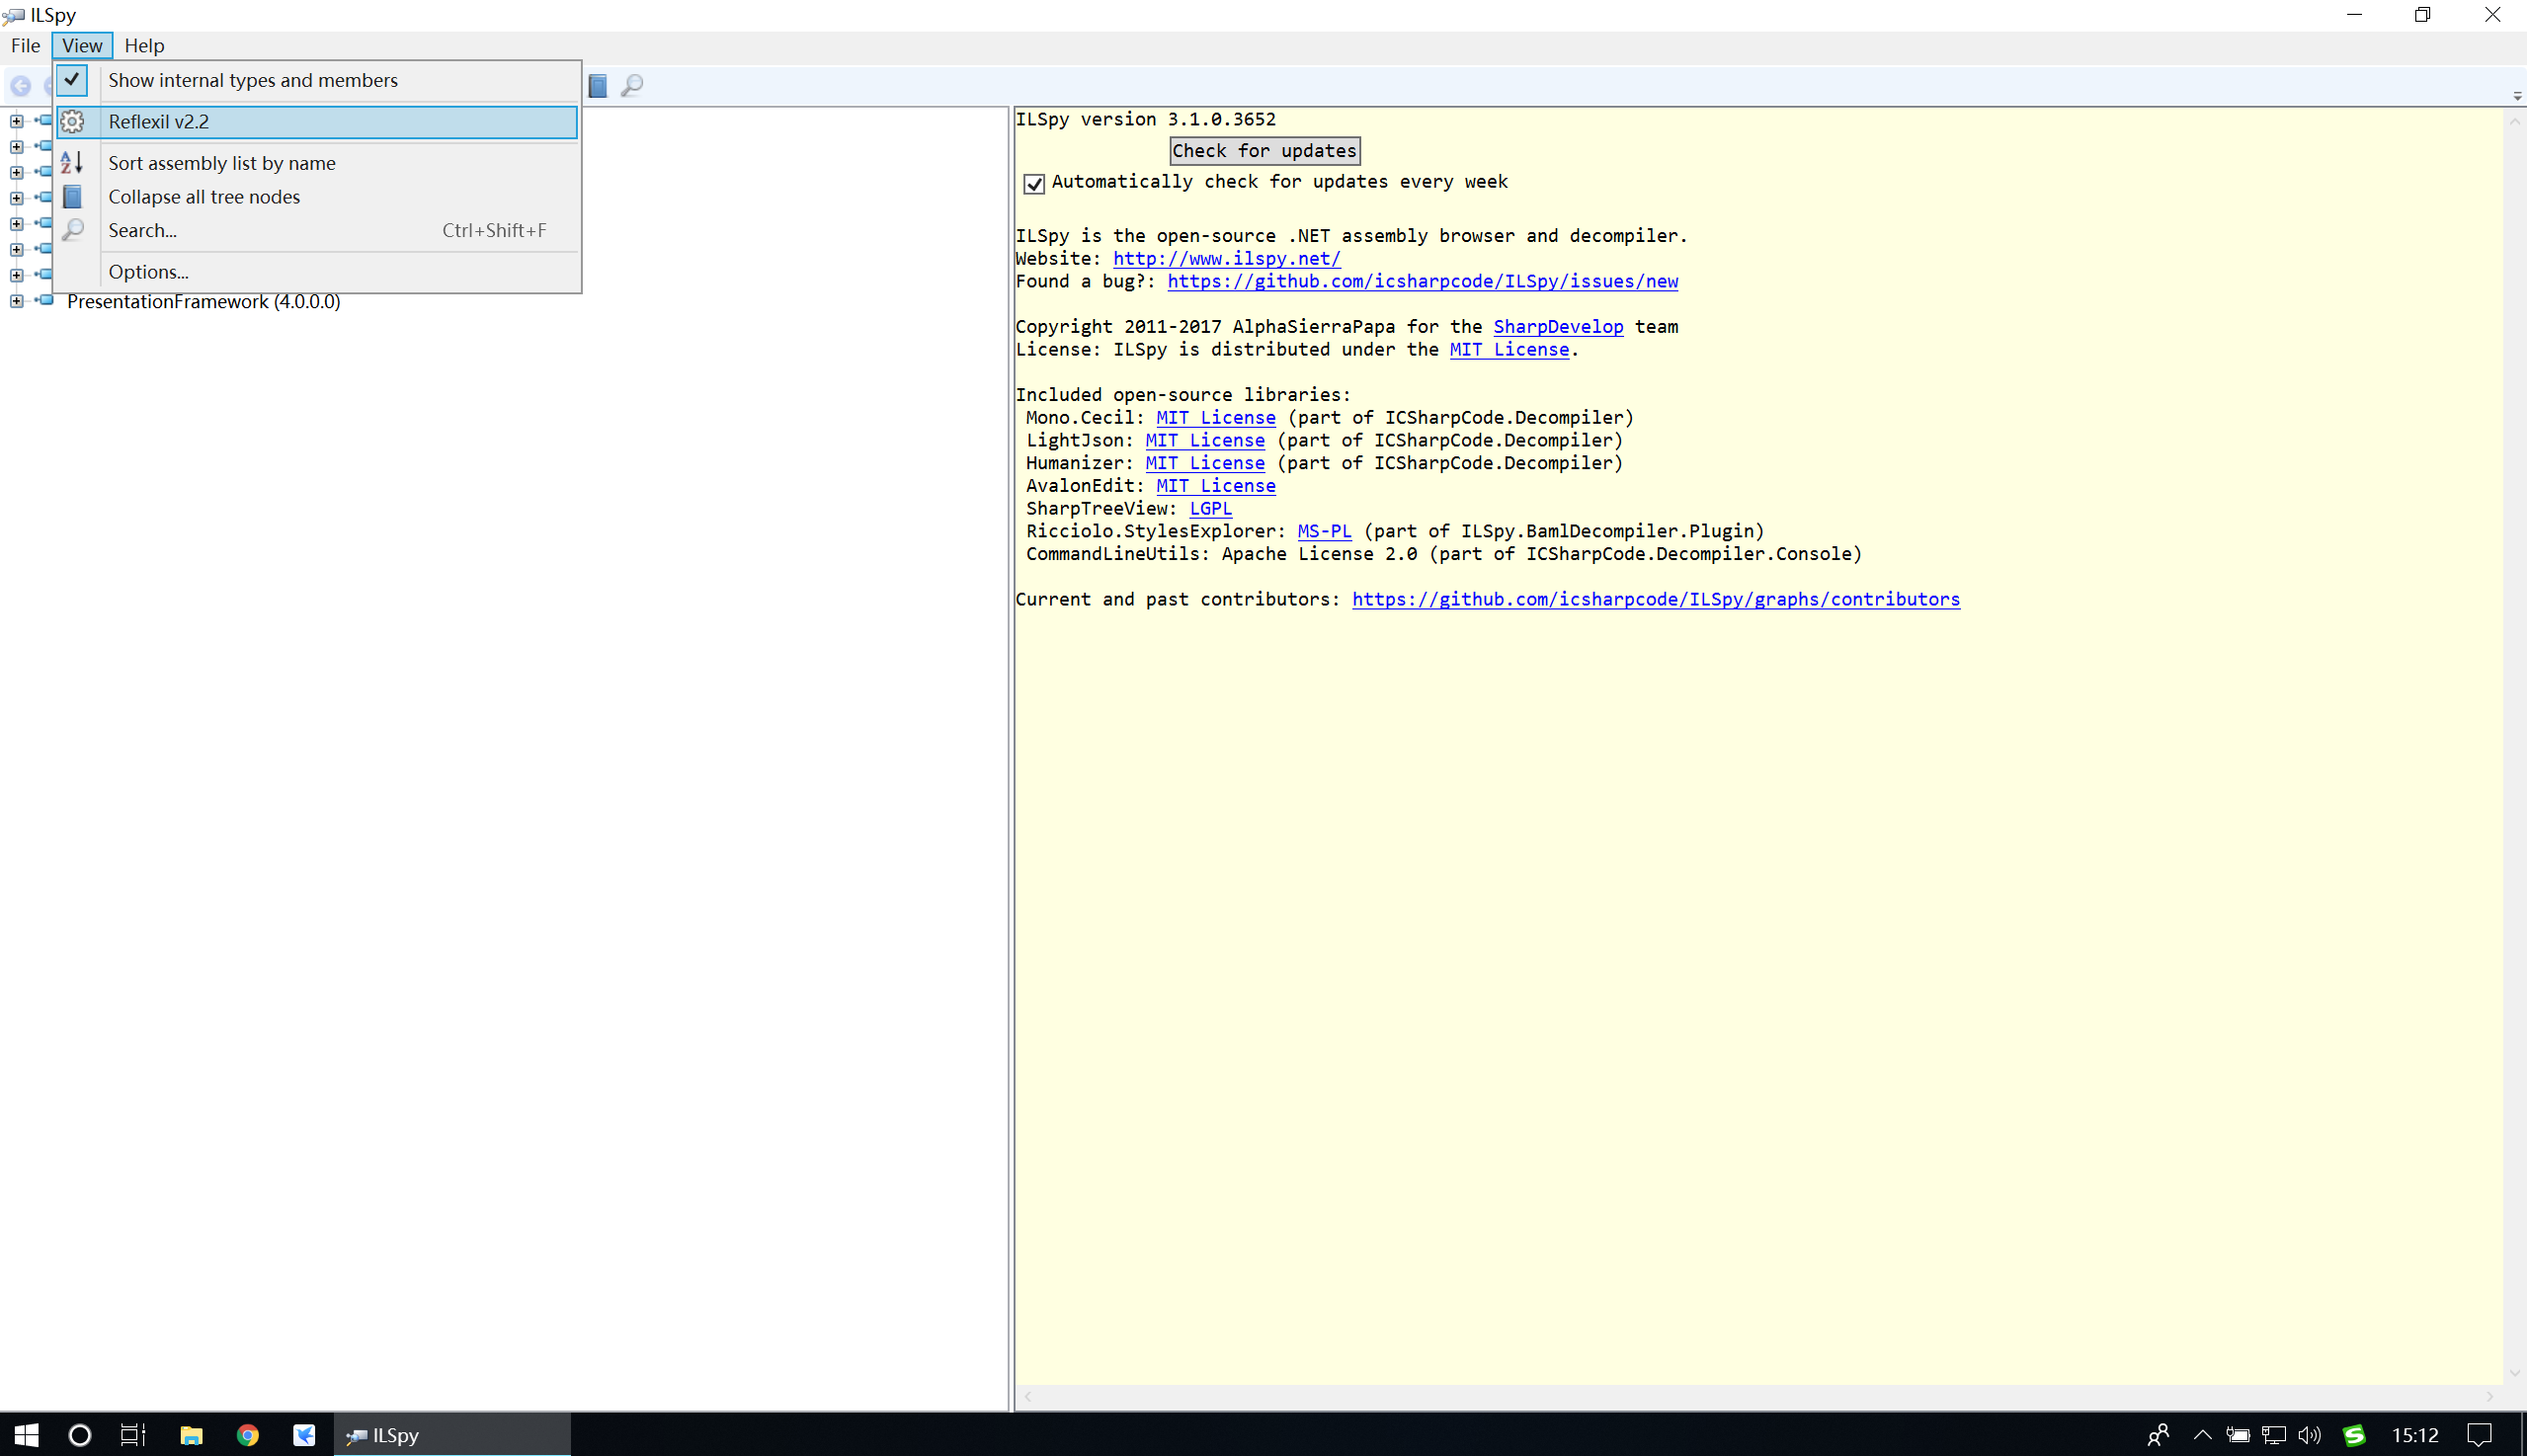 ILSpy
File View Help
Show internal types and members
Reflexil v2.2
Sort assembly list by name
Collapse all tree nodes
Search... Ctrl+Shift+F
Options...
PresentationFramework (4.0.0.0)
ILSpy version 3.1.0.3652
Check for updates
Automatically check for updates every week
ILSpy is the open-source .NET assembly browser and decompiler.
Website: http://www.ilspy.net/
Found a bug?: https://github.com/icsharpcode/ILSpy/issues/new
Copyright 2011-2017 AlphaSierraPapa for the SharpDevelop team
License: ILSpy is distributed under the MIT License.
Included open-source libraries:
Mono.Cecil: MIT License (part of ICSharpCode.Decompiler)
LightJson: MIT License (part of ICSharpCode.Decompiler)
Humanizer: MIT License (part of ICSharpCode.Decompiler)
AvalonEdit: MIT License
SharpTreeView: LGPL
Ricciolo.StylesExplorer: MS-PL (part of ILSpy.BamlDecompiler.Plugin)
CommandLineUtils: Apache License 2.0 (part of ICSharpCode.Decompiler.Console)
Current and past contributors: https://github.com/icsharpcode/ILSpy/graphs/contributors
ILSpy
15:12